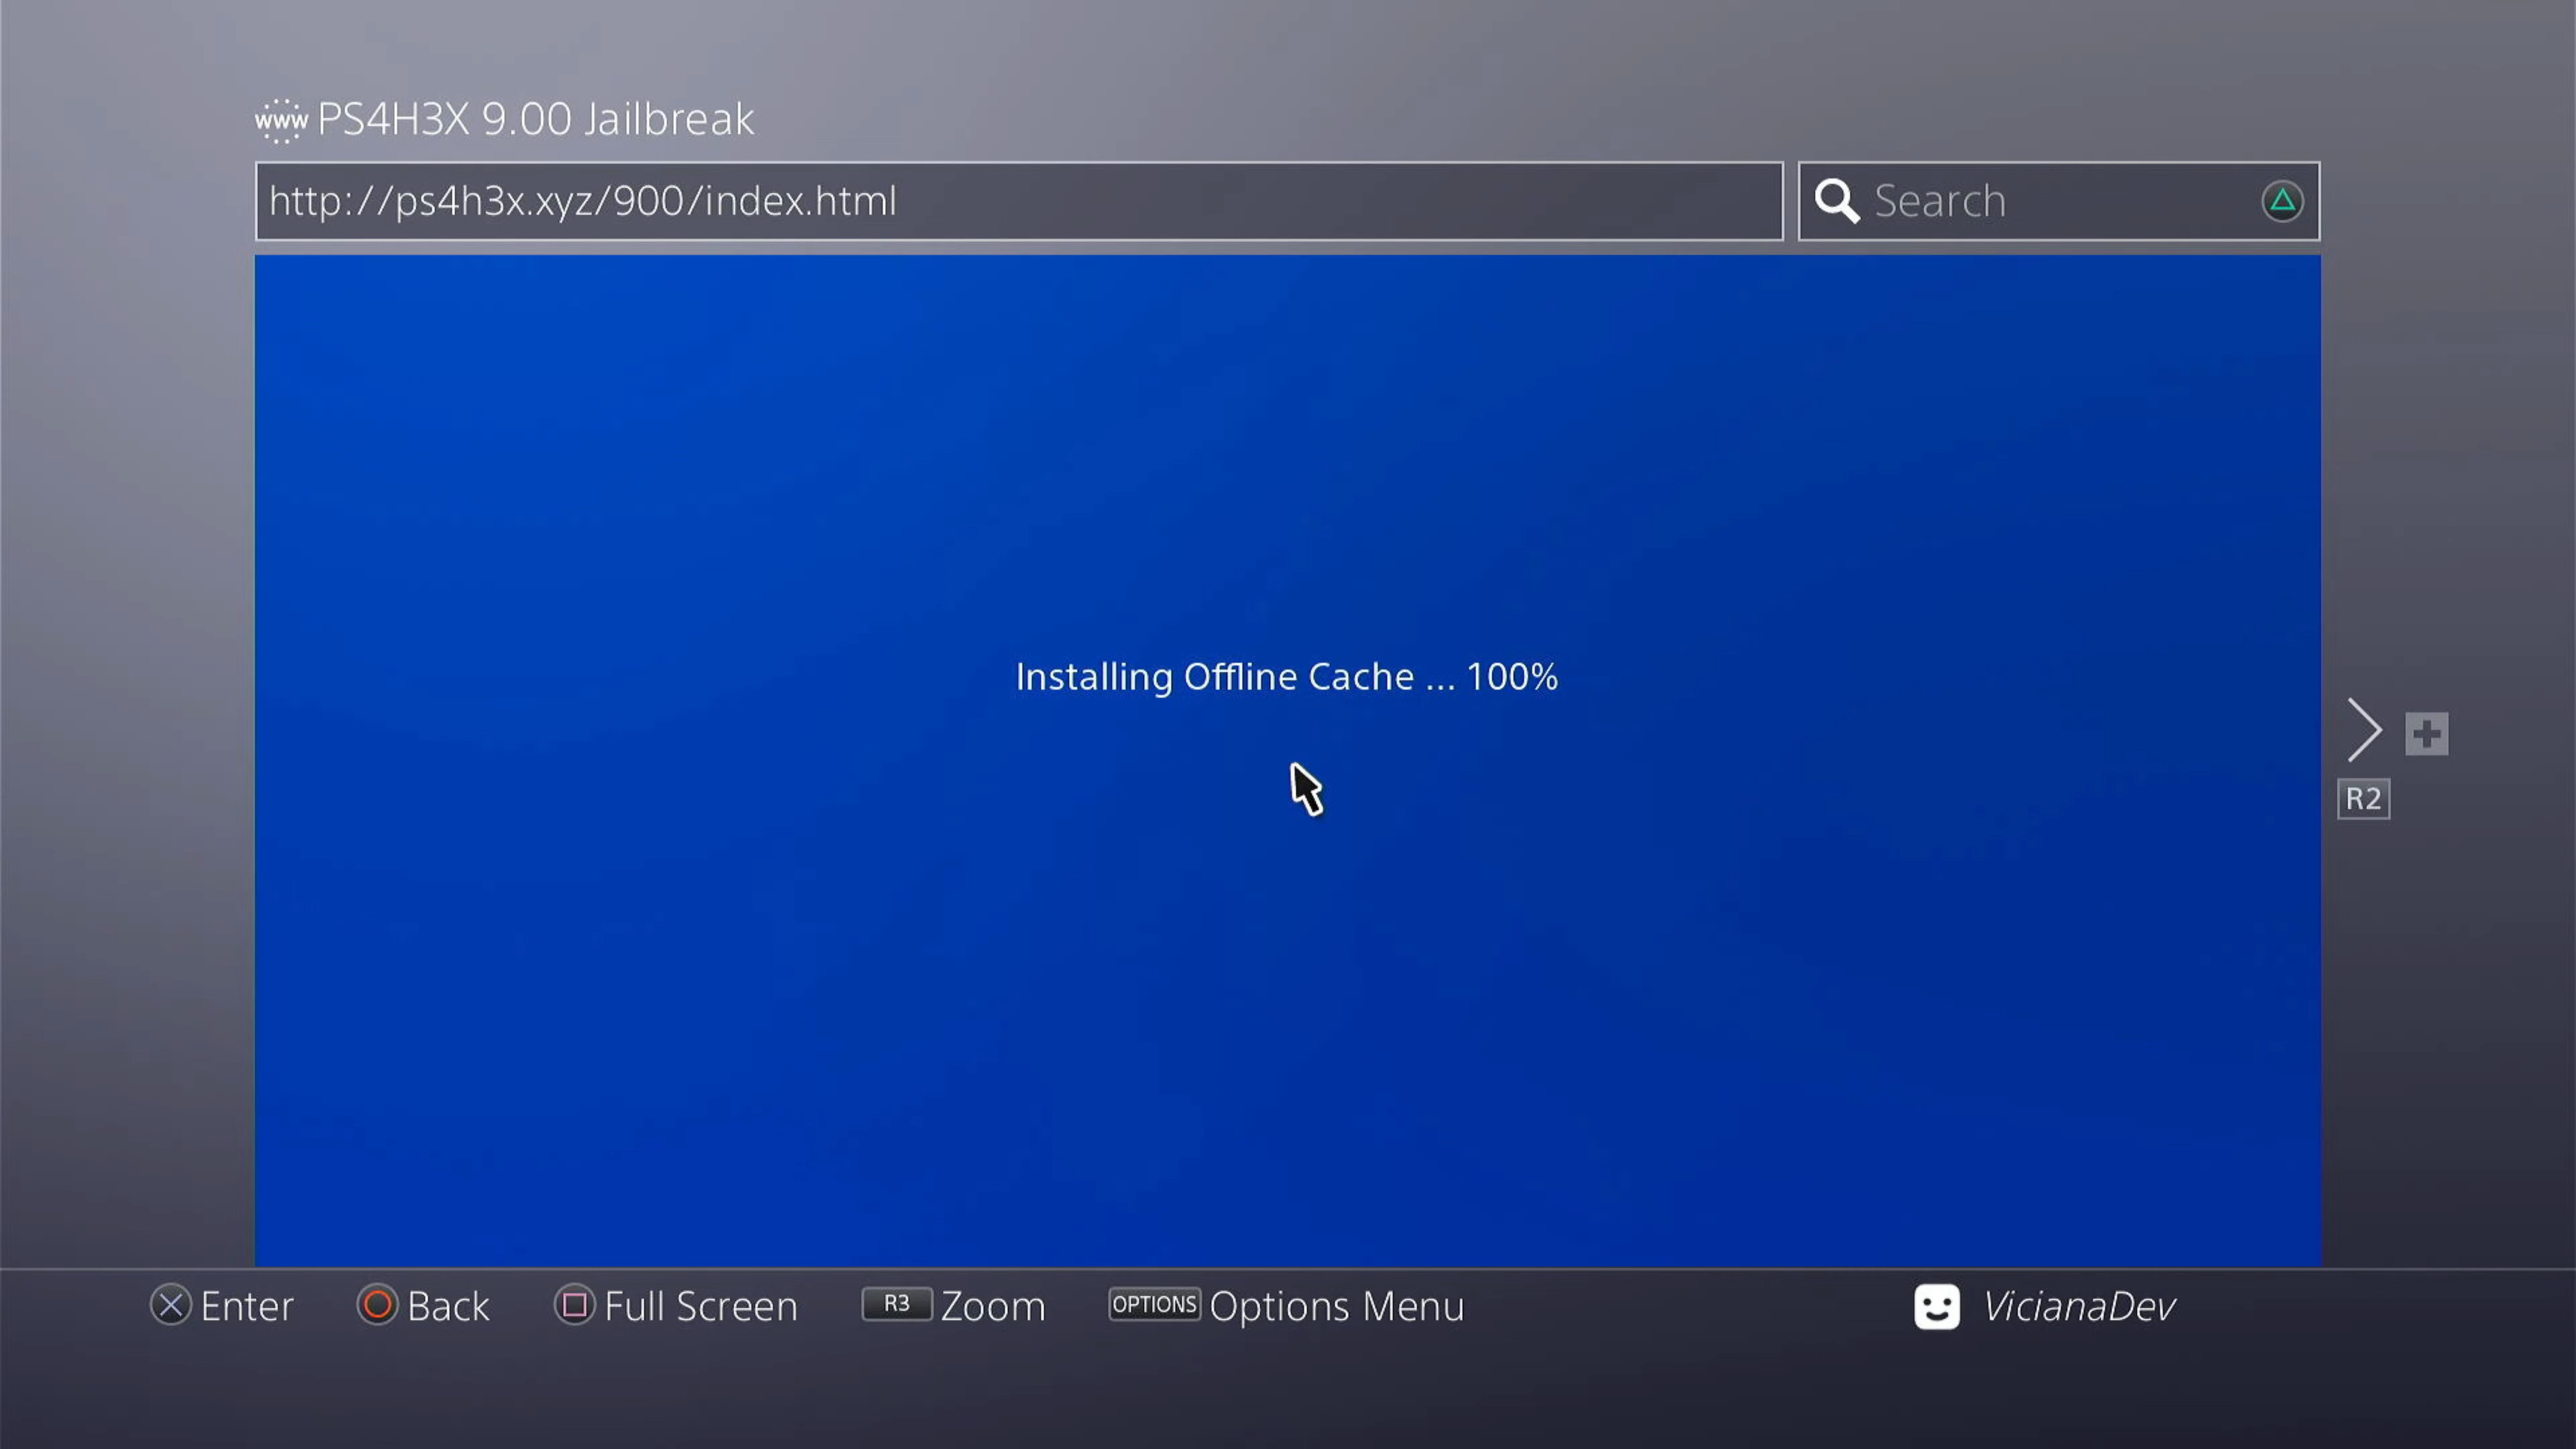 www PS4H3X 9.00 Jailbreak
http://ps4h3x.xyz/900/index.html
Search
Installing Offline Cache ... 100%
R2
Enter Back Full Screen R3 Zoom OPTIONS Options Menu VicianaDev